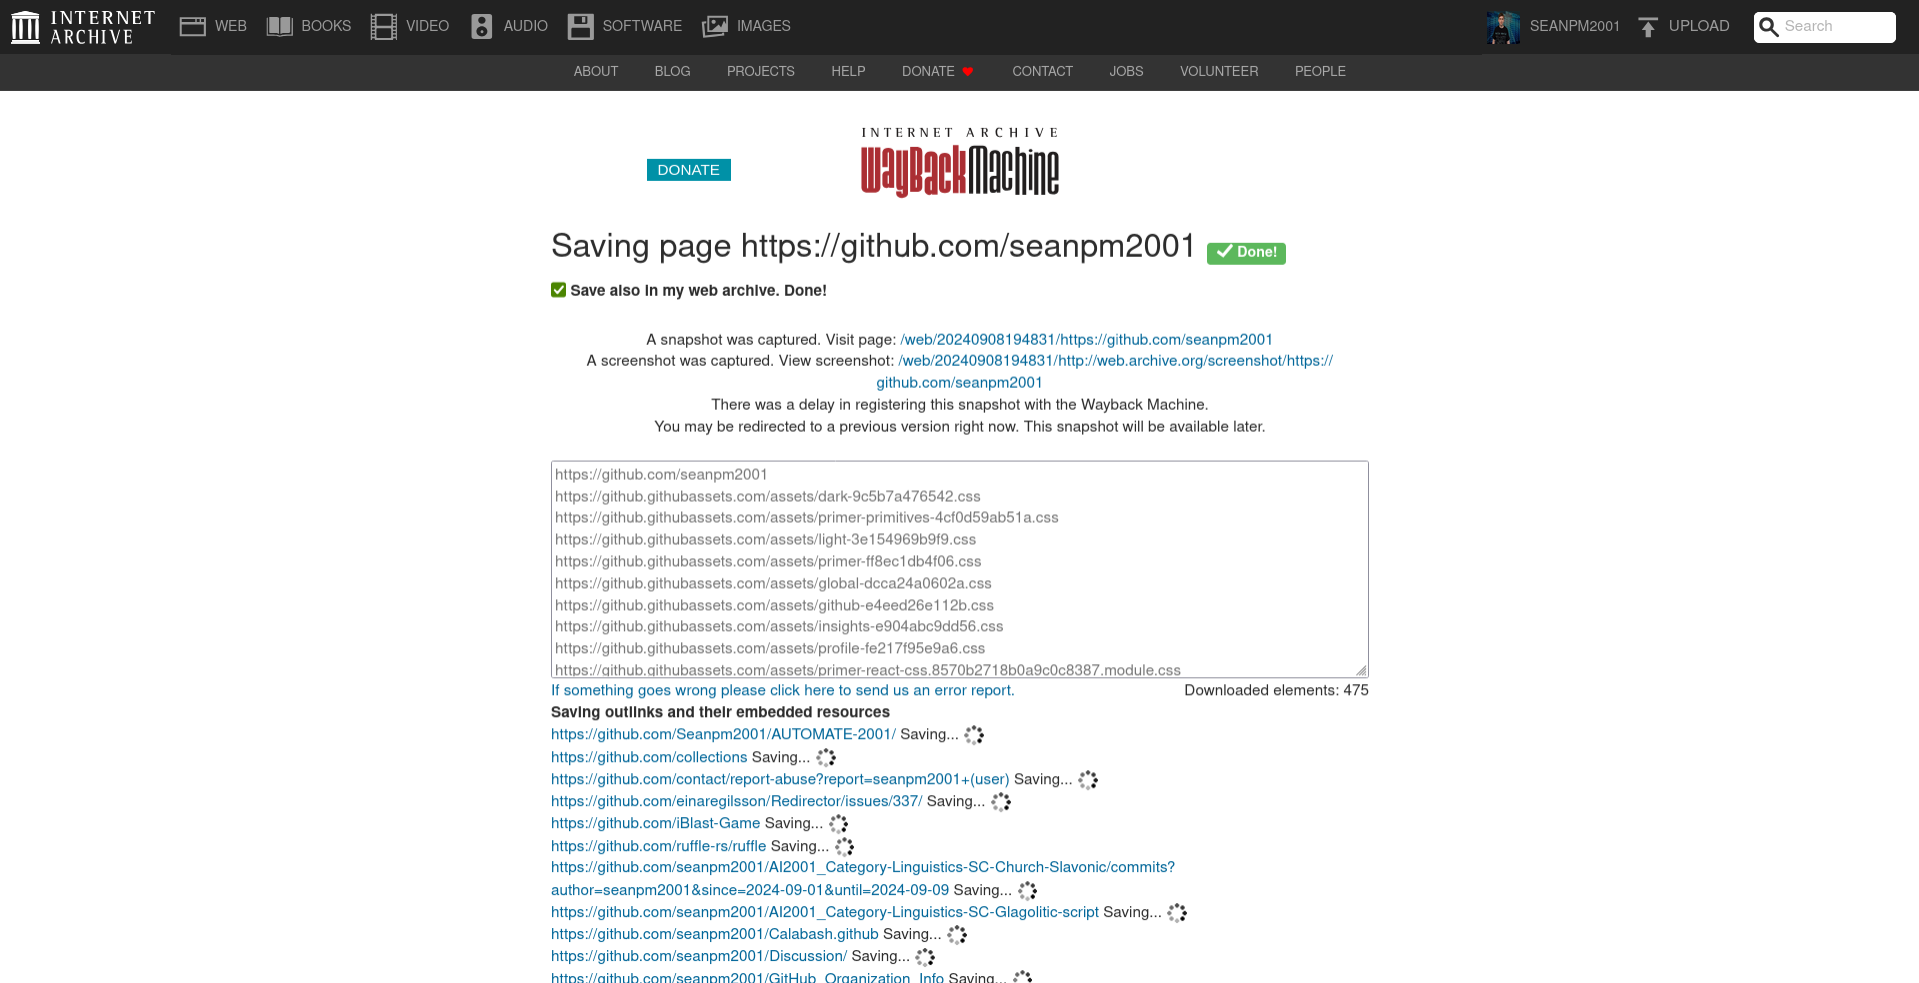 INTERNET ARCHIVE
WEB
BOOKS
VIDEO
AUDIO
SOFTWARE
IMAGES
SEANPM2001
UPLOAD
Search
ABOUT
BLOG
PROJECTS
HELP
DONATE
CONTACT
JOBS
VOLUNTEER
PEOPLE
INTERNET ARCHIVE
DONATE
WayBackMachine
Saving page https://github.com/seanpm2001 Done!
Save also in my web archive. Done!
A snapshot was captured. Visit page: /web/20240908194831/https://github.com/seanpm2001
A screenshot was captured. View screenshot: /web/20240908194831/http://web.archive.org/screenshot/https://
github.com/seanpm2001
There was a delay in registering this snapshot with the Wayback Machine.
You may be redirected to a previous version right now. This snapshot will be available later.
https://github.com/seanpm2001
https://github.githubassets.com/assets/dark-9c5b7a476542.css
https://github.githubassets.com/assets/primer-primitives-4cf0d59ab51a.css
https://github.githubassets.com/assets/light-3e154969b9f9.css
https://github.githubassets.com/assets/primer-ff8ec1db4f06.css
https://github.githubassets.com/assets/global-dcca24a0602a.css
https://github.githubassets.com/assets/github-e4eed26e112b.css
https://github.githubassets.com/assets/insights-e904abc9dd56.css
https://github.githubassets.com/assets/profile-fe217f95e9a6.css
https://github.githubassets.com/assets/primer-react-css.8570b2718b0a9c0c8387.module.css
If something goes wrong please click here to send us an error report.
Downloaded elements: 475
Saving outlinks and their embedded resources
https://github.com/Seanpm2001/AUTOMATE-2001/ Saving...
https://github.com/collections Saving...
https://github.com/contact/report-abuse?report=seanpm2001+(user) Saving...
https://github.com/einaregilsson/Redirector/issues/337/ Saving...
https://github.com/iBlast-Game Saving...
https://github.com/ruffle-rs/ruffle Saving...
https://github.com/seanpm2001/AI2001_Category-Linguistics-SC-Church-Slavonic/commits?
author=seanpm2001&since=2024-09-01&until=2024-09-09 Saving...
https://github.com/seanpm2001/AI2001_Category-Linguistics-SC-Glagolitic-script Saving...
https://github.com/seanpm2001/Calabash.github Saving...
https://github.com/seanpm2001/Discussion/ Saving...
https://github.com/seanpm2001/GitHub_Organization_Info Saving...